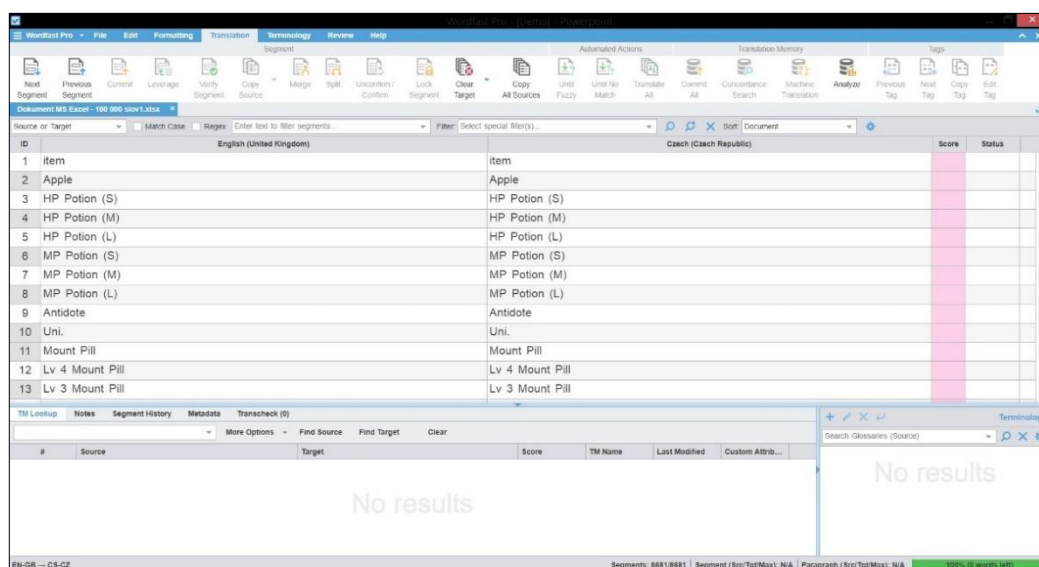 Wordfast Pro - [Demo] - Powerpoint
Wordfast Pro File Edit Formatting Translation Terminology Review Help
Segment Automated Actions Translation Memory Tags
Next Segment Previous Segment Commit Leverage Verify Segment Copy Source Merge Split Unconfirm / Confirm Lock Segment Clear Target Copy All Sources Until Fuzzy Until No Match Translate All Commit All Concordance Search Machine Translation Analyze Previous Tag Next Tag Copy Tag Edit Tag
Dokument MS Excel - 100 000 slov1.xlsx
Source or Target Match Case Regex Enter text to filter segments... Filter: Select special filter(s)... Sort: Document
ID English (United Kingdom) Czech (Czech Republic) Score Status
1 item item
2 Apple Apple
3 HP Potion (S) HP Potion (S)
4 HP Potion (M) HP Potion (M)
5 HP Potion (L) HP Potion (L)
6 MP Potion (S) MP Potion (S)
7 MP Potion (M) MP Potion (M)
8 MP Potion (L) MP Potion (L)
9 Antidote Antidote
10 Uni. Uni.
11 Mount Pill Mount Pill
12 Lv 4 Mount Pill Lv 4 Mount Pill
13 Lv 3 Mount Pill Lv 3 Mount Pill
TM Lookup Notes Segment History Metadata Transcheck (0)
Terminolog
More Options Find Source Find Target Clear
Search Glossaries (Source)
# Source Target Score TM Name Last Modified Custom Attrib...
No results
No results
EN-GB → CS-CZ Segments: 8681/8681 Segment (Src/Tgt/Max): N/A Paragraph (Src/Tgt/Max): N/A 100% (0 words left)